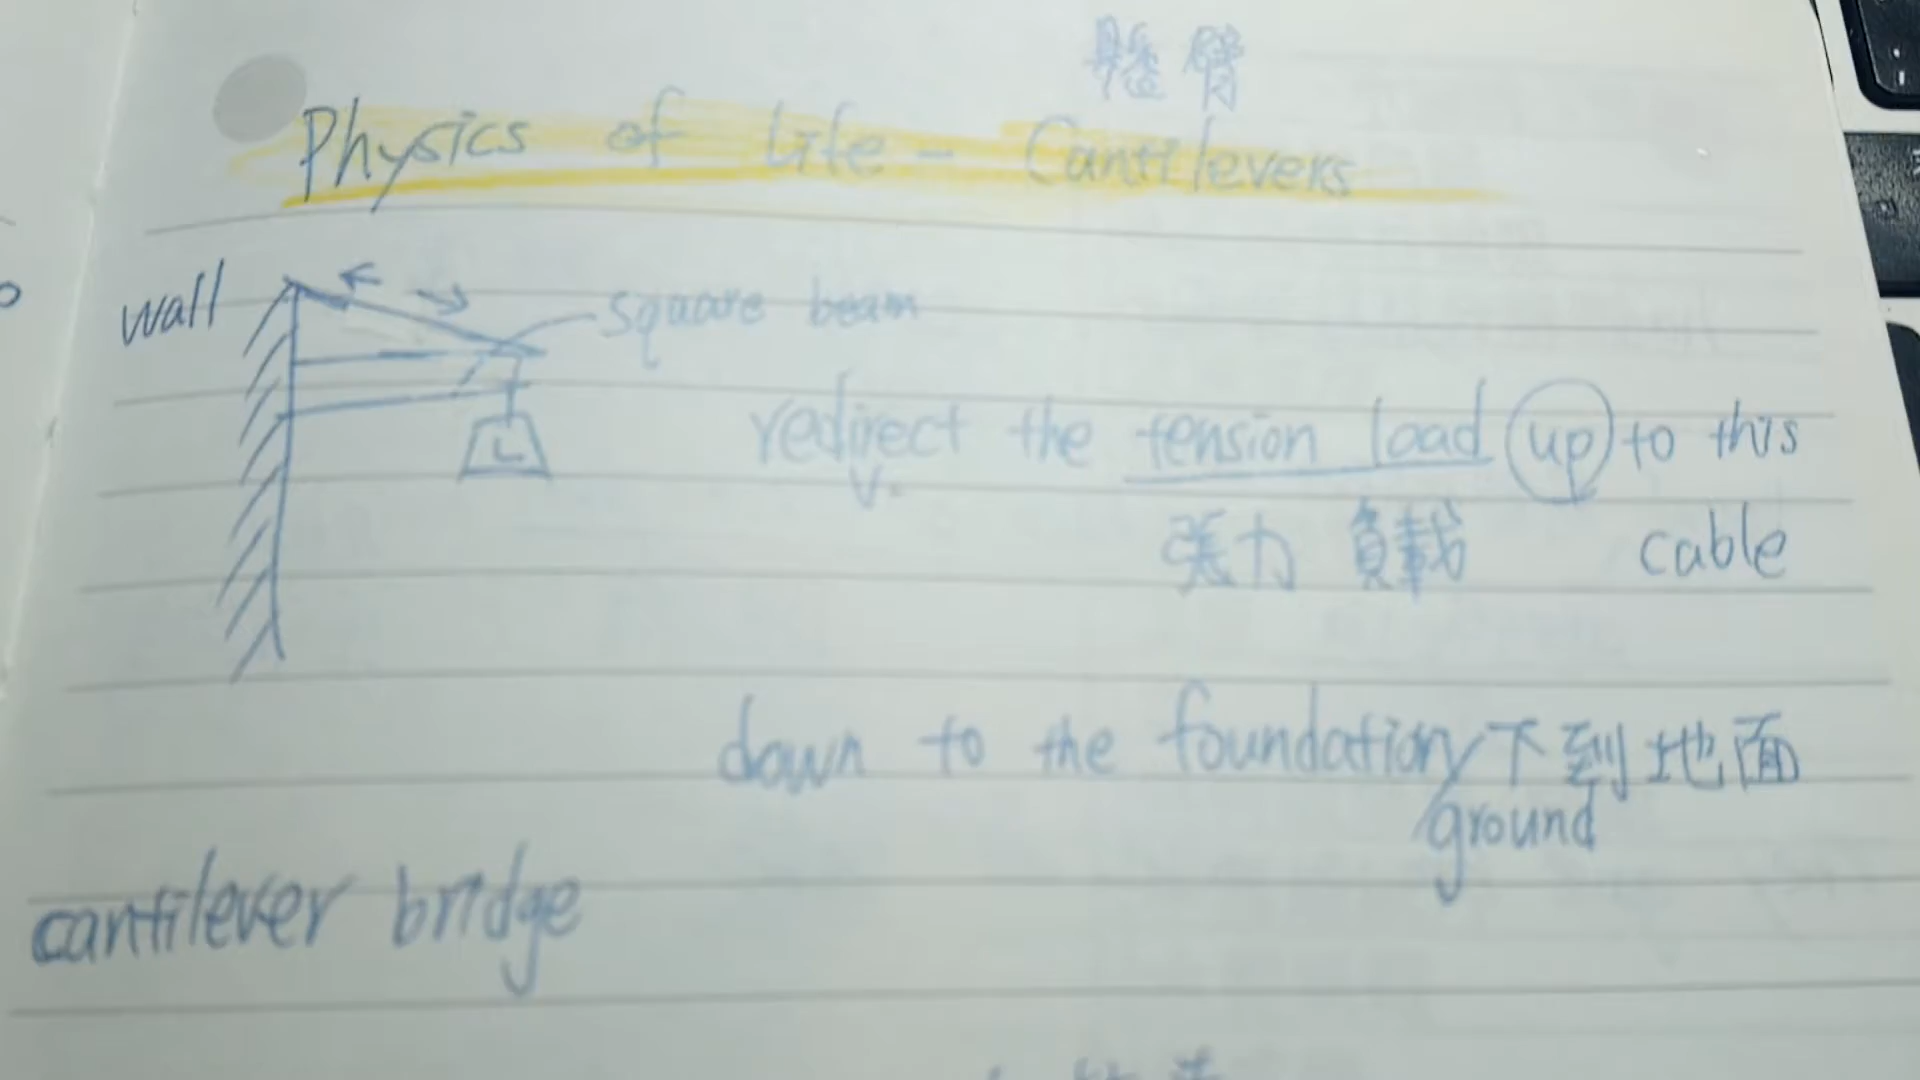 懸臂
Physics of Life - Cantilevers
wall
square beam
L
redirect the tension load up to this
v.
張力 負載 cable
down to the foundation/ 下到地面
ground
cantilever bridge